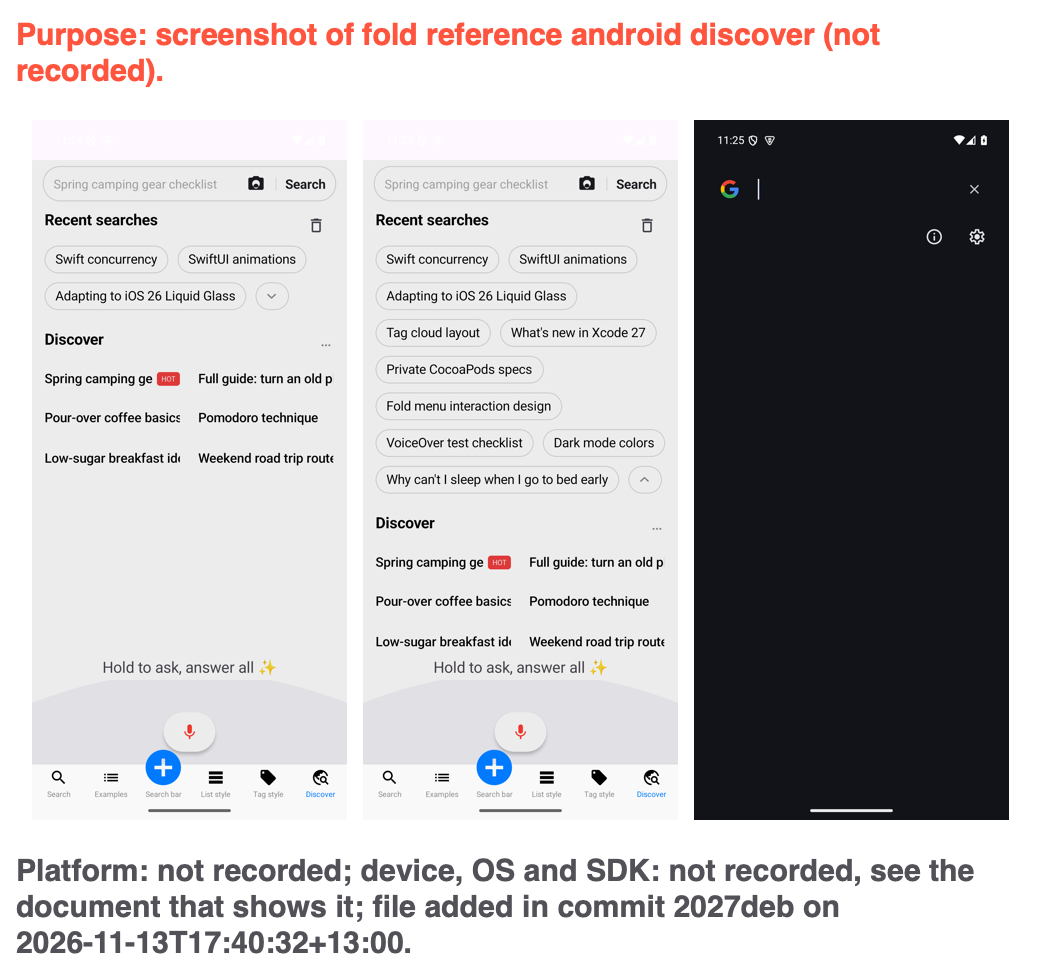 Purpose: screenshot of fold reference android discover (not
recorded).
Spring camping gear checklist
Search
Recent searches
Swift concurrency
SwiftUI animations
Adapting to iOS 26 Liquid Glass
Discover
...
Spring camping ge HOT
Full guide: turn an old p
Pour-over coffee basics
Pomodoro technique
Low-sugar breakfast
Weekend road trip route
Hold to ask, answer all ✨
Search
Examples
Search bar
List style
Tag style
Discover
Spring camping gear checklist
Search
Recent searches
Swift concurrency
SwiftUI animations
Adapting to iOS 26 Liquid Glass
Tag cloud layout
What's new in Xcode 27
Private CocoaPods specs
Fold menu interaction design
VoiceOver test checklist
Dark mode colors
Why can't I sleep when I go to bed early
Discover
...
Spring camping ge HOT
Full guide: turn an old p
Pour-over coffee basics
Pomodoro technique
Low-sugar breakfast
Weekend road trip route
Hold to ask, answer all ✨
Search
Examples
Search bar
List style
Tag style
Discover
11:25
G
Platform: not recorded; device, OS and SDK: not recorded, see the
document that shows it; file added in commit 2027deb on
2026-11-13T17:40:32+13:00.